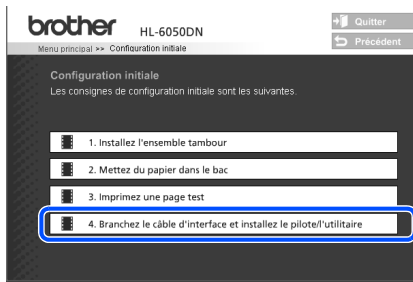 brother HL-6050DN
Quitter
Précédent
Menu principal >> Configuration initiale
Configuration initiale
Les consignes de configuration initiale sont les suivantes.
1. Installez l'ensemble tambour
2. Mettez du papier dans le bac
3. Imprimez une page test
4. Branchez le câble d'interface et installez le pilote/l'utilitaire